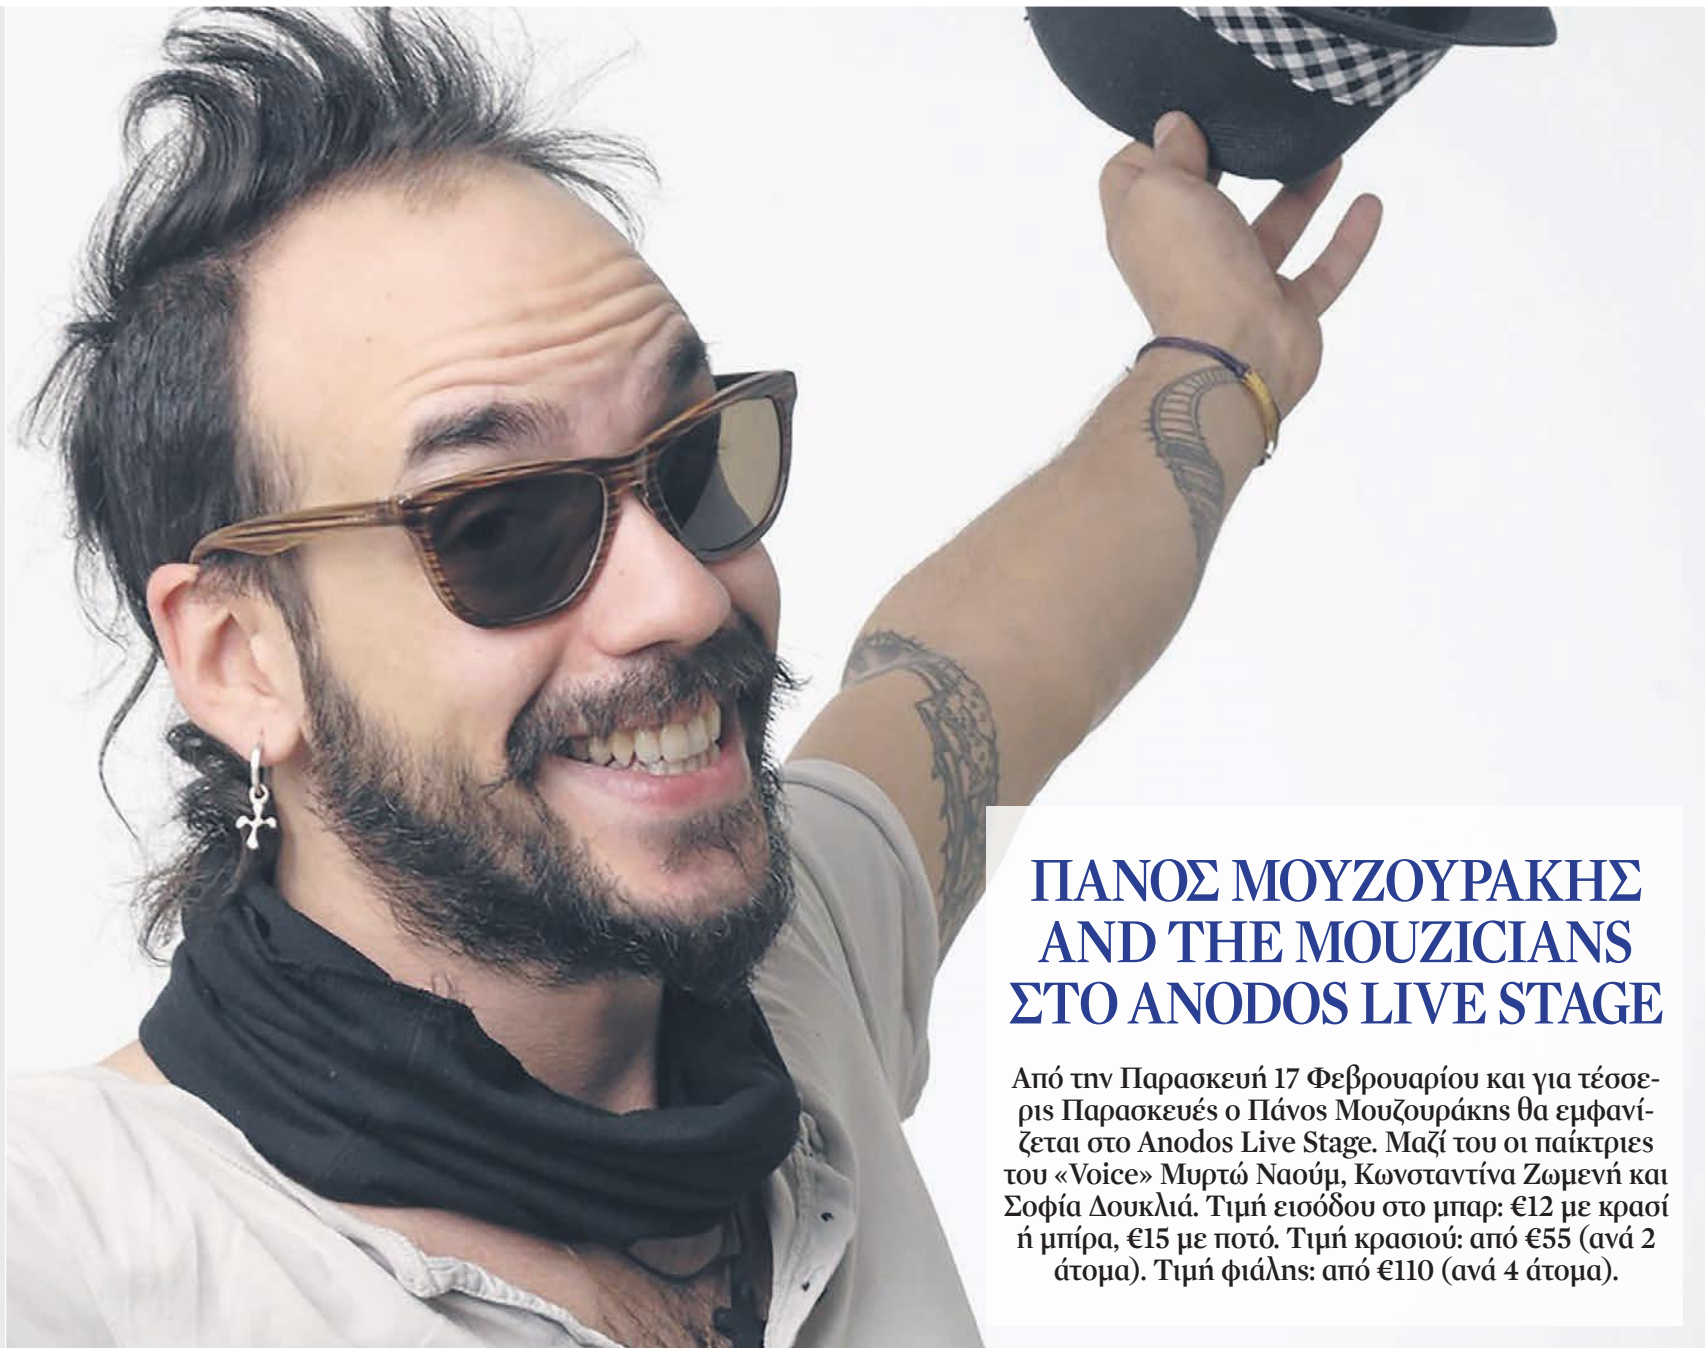 ΠΑΝΟΣ ΜΟΥΖΟΥΡΑΚΗΣ
AND THE MOUZICIANS
ΣΤΟ ANODOS LIVE STAGE
Από την Παρασκευή 17 Φεβρουαρίου και για τέσσε-
ρις Παρασκευές ο Πάνος Μουζουράκης θα εμφανί-
ζεται στο Anodos Live Stage. Μαζί του οι παίκτριες
του «Voice» Μυρτώ Ναούμ, Κωνσταντίνα Ζωμενή και
Σοφία Δουκλιά. Τιμή εισόδου στο μπαρ: €12 με κρασί
ή μπίρα, €15 με ποτό. Τιμή κρασιού: από €55 (ανά 2
άτομα). Τιμή φιάλης: από €110 (ανά 4 άτομα).